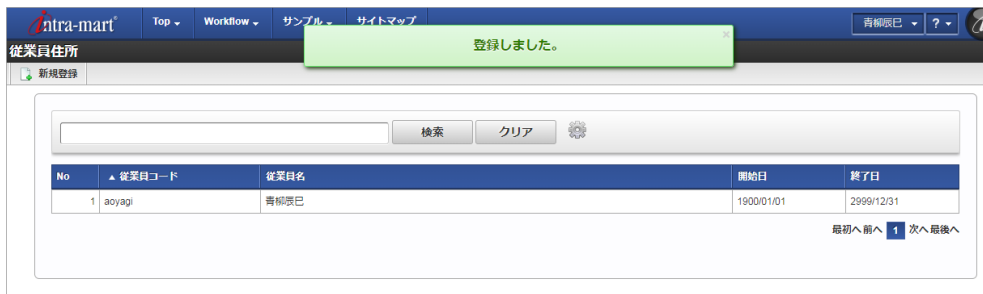 intra-mart® Top Workflow サンプル サイトマップ 青柳辰巳 ?
登録しました。 ×
従業員住所
新規登録
検索 クリア
No ▲ 従業員コード 従業員名 開始日 終了日
1 aoyagi 青柳辰巳 1900/01/01 2999/12/31
最初へ 前へ 1 次へ 最後へ